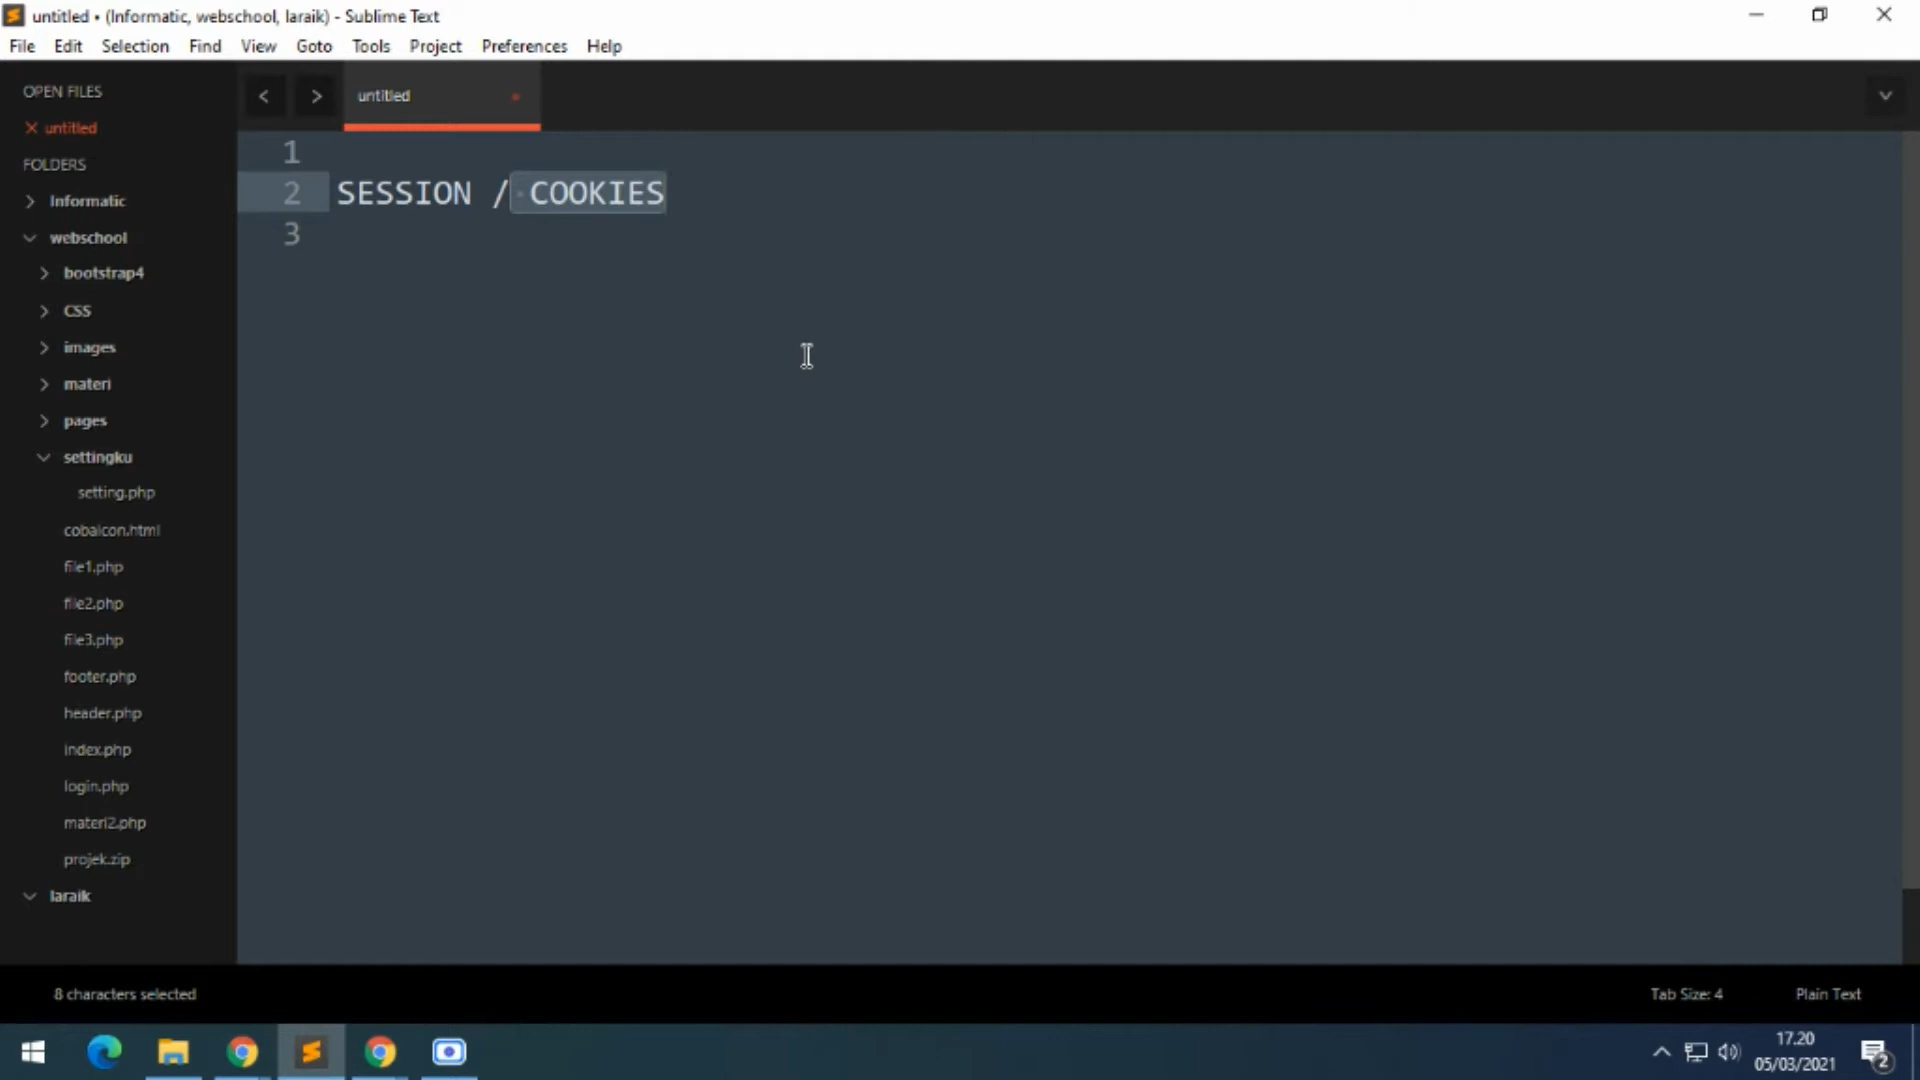 untitled • (Informatic, webschool, laraik) - Sublime Text
File Edit Selection Find View Goto Tools Project Preferences Help
OPEN FILES
untitled
untitled
FOLDERS
Informatic
webschool
bootstrap4
CSS
images
materi
pages
settingku
setting.php
cobaicon.html
file1.php
file2.php
file3.php
footer.php
header.php
index.php
login.php
materi2.php
projek.zip
laraik
1
2 SESSION / COOKIES
3
8 characters selected
Tab Size: 4
Plain Text
17.20
05/03/2021
2